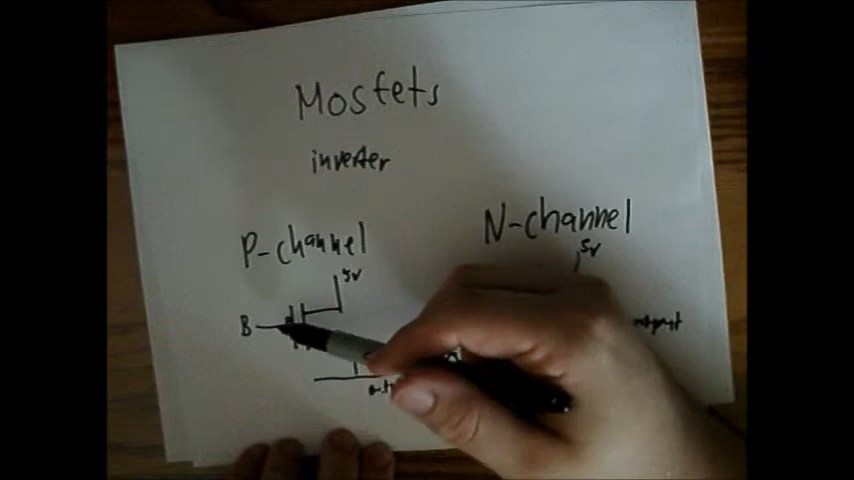 Mosfets
inverter
P-channel
N-channel
5v
5v
B
output